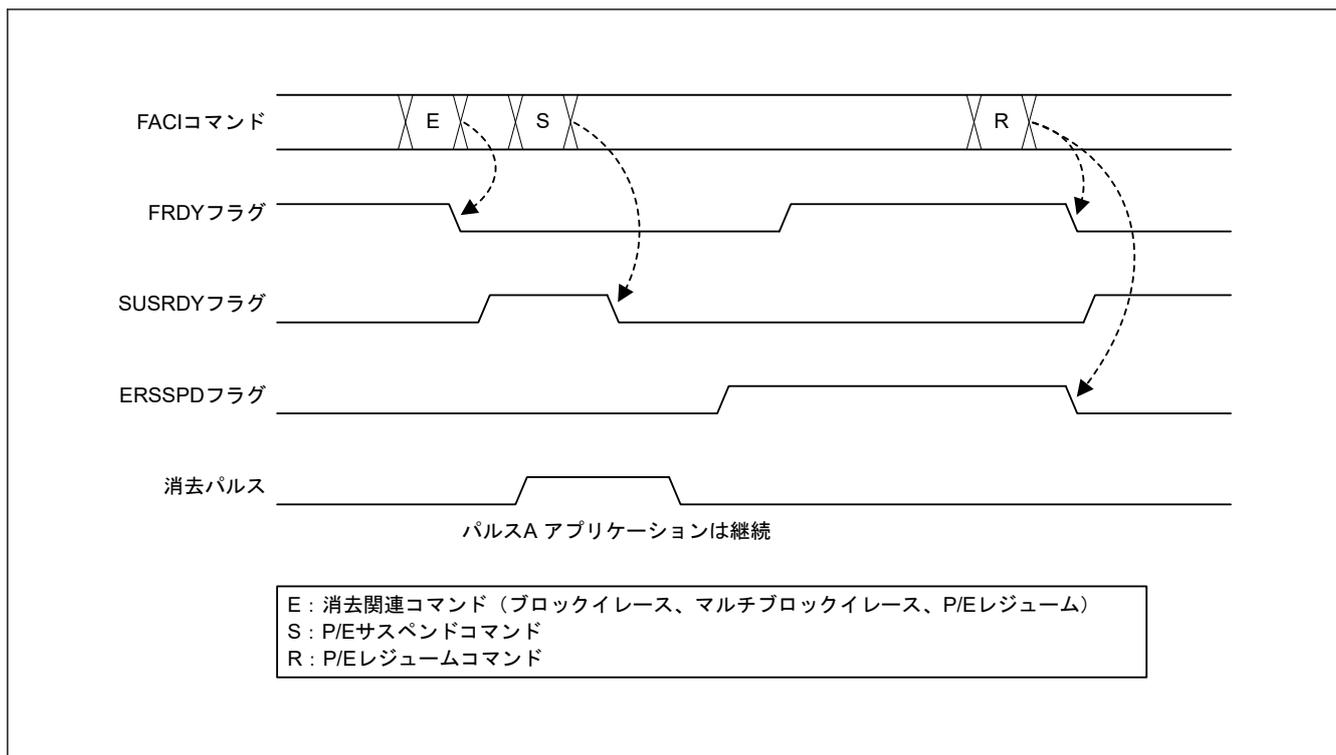 FACIコマンド
E
S
R
FRDYフラグ
SUSRDYフラグ
ERSSPDフラグ
消去パルス
パルスA アプリケーションは継続
E：消去関連コマンド（ブロックイレース、マルチブロックイレース、P/Eレジューム）
S：P/Eサスペンドコマンド
R：P/Eレジュームコマンド